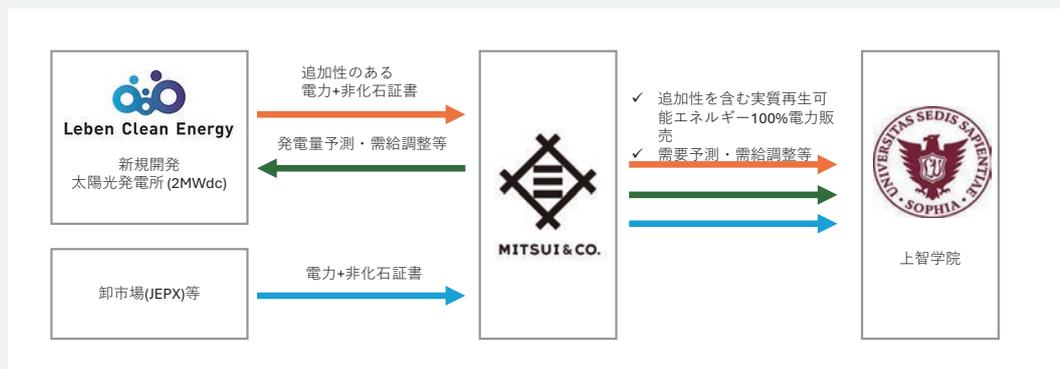 Leben Clean Energy
新規開発
太陽光発電所 (2MWdc)
卸市場(JEPX)等
追加性のある
電力+非化石証書
発電量予測・需給調整等
電力+非化石証書
MITSUI & CO.
✓ 追加性を含む実質再生可
能エネルギー100%電力販
売
✓ 需要予測・需給調整等
UNIVERSITAS SEDIS SAPIENTIAE
SOPHIA
上智学院